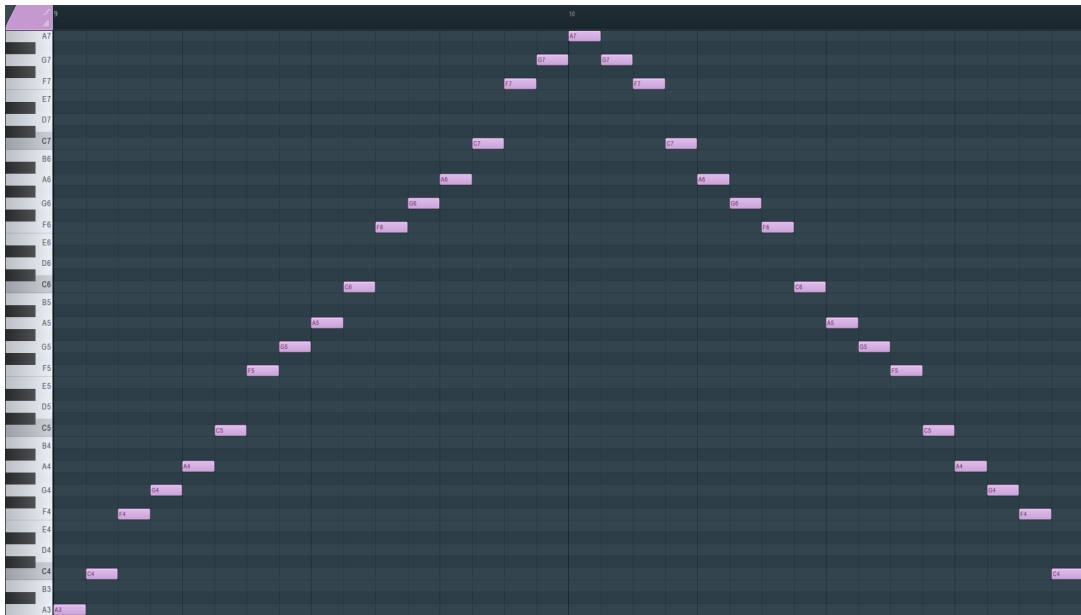 9 10
A7 A7
G7 G7 G7
F7 F7 F7
E7
D7
C7 C7 C7
B6
A6 A6 A6
G6 G6 G6
F6 F6 F6
E6
D6
C6 C6 C6
B5
A5 A5 A5
G5 G5 G5
F5 F5 F5
E5
D5
C5 C5 C5
B4
A4 A4 A4
G4 G4 G4
F4 F4 F4
E4
D4
C4 C4 C4
B3
A3 A3